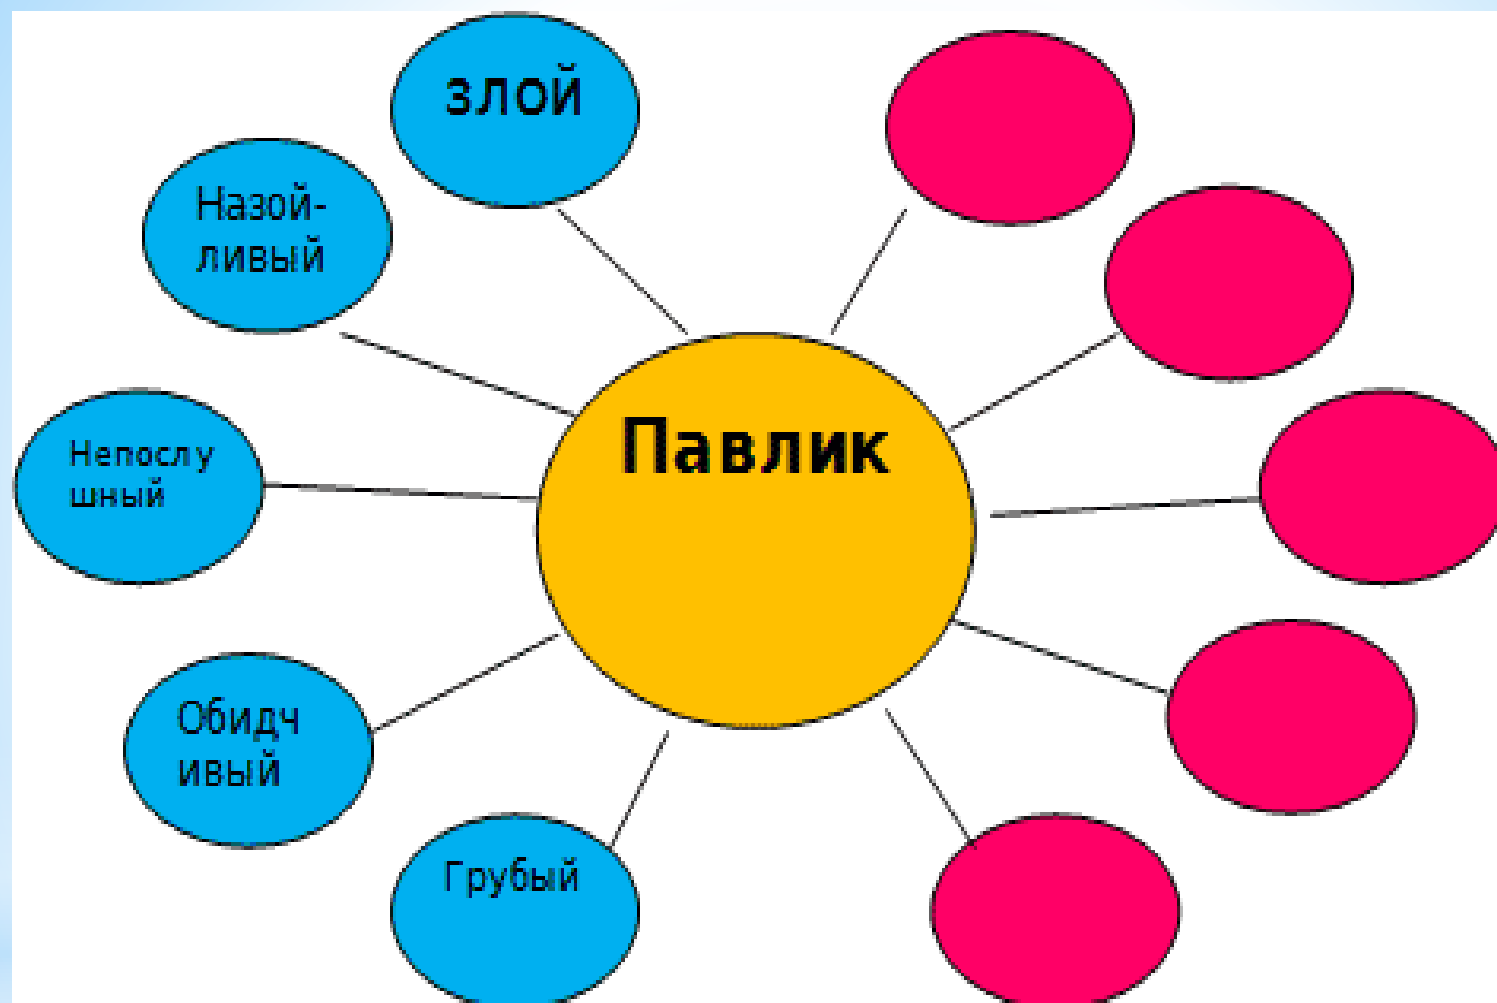 злой
Назой-
ливый
Павлик
Непослу
шный
Обидч
ивый
Грубый